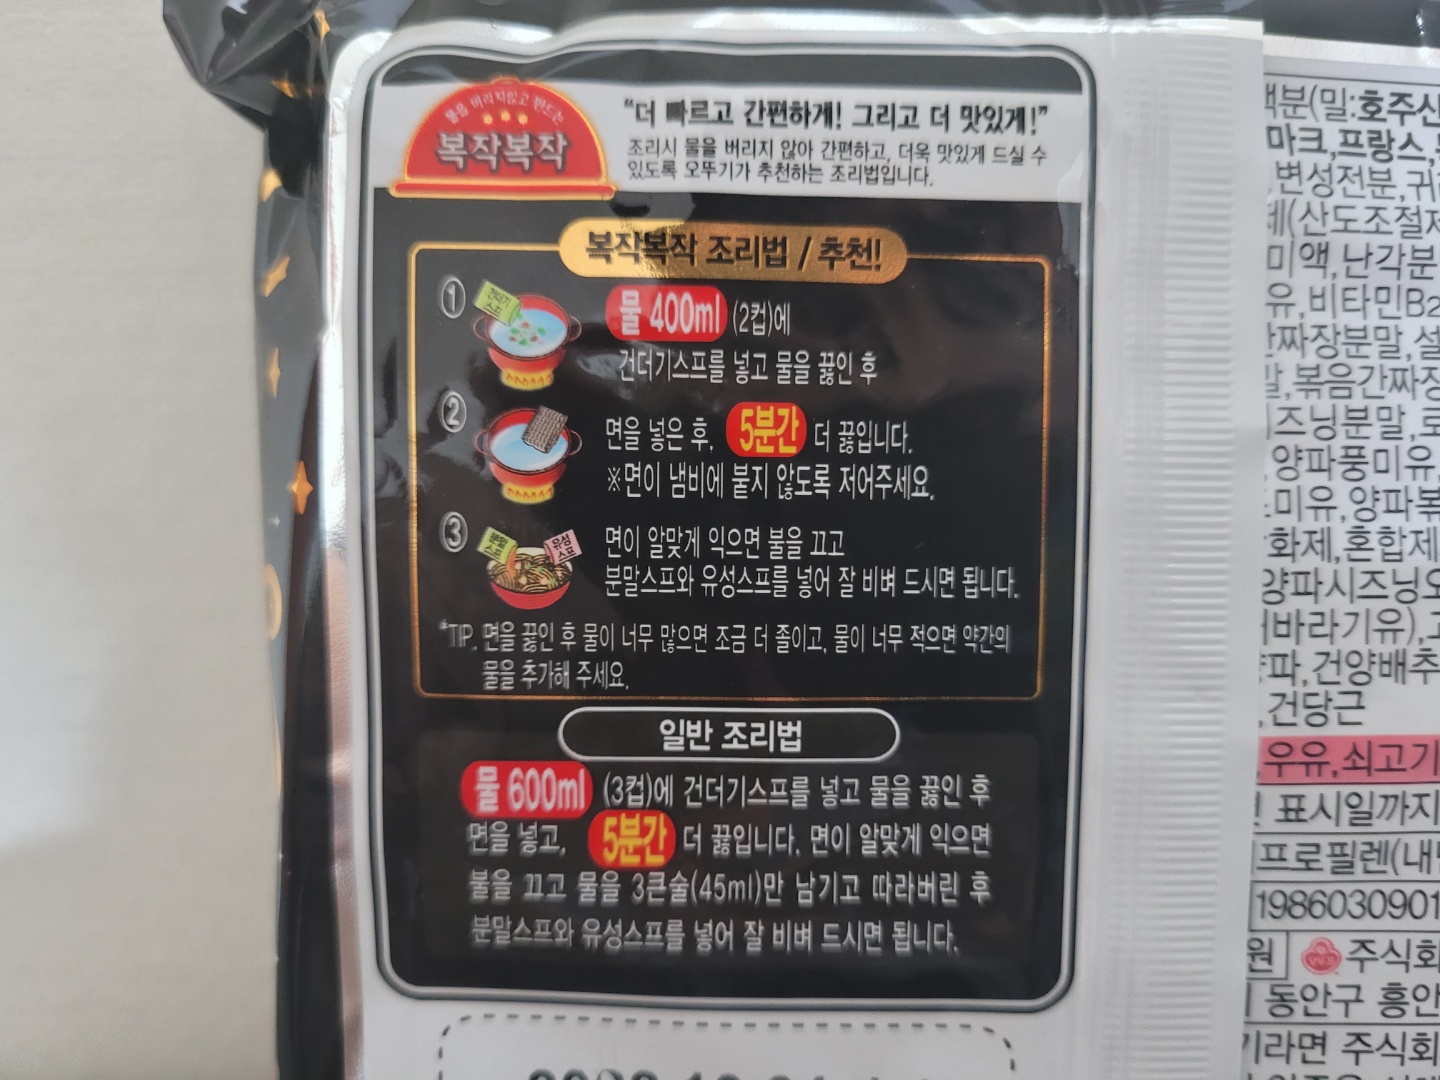 물을 버리지않고 만드는
복작복작
“더 빠르고 간편하게! 그리고 더 맛있게!”
조리시 물을 버리지 않아 간편하고, 더욱 맛있게 드실 수
있도록 오뚜기가 추천하는 조리법입니다.
복작복작 조리법 / 추천!
① 물 400ml (2컵)에
건더기스프를 넣고 물을 끓인 후
건더기
스프
② 면을 넣은 후, 5분간 더 끓입니다.
※면이 냄비에 붙지 않도록 저어주세요.
③ 면이 알맞게 익으면 불을 끄고
분말스프와 유성스프를 넣어 잘 비벼 드시면 됩니다.
분말
스프
유성
스프
*TIP. 면을 끓인 후 물이 너무 많으면 조금 더 졸이고, 물이 너무 적으면 약간의
물을 추가해 주세요.
일반 조리법
물 600ml (3컵)에 건더기스프를 넣고 물을 끓인 후
면을 넣고, 5분간 더 끓입니다. 면이 알맞게 익으면
불을 끄고 물을 3큰술(45ml)만 남기고 따라버린 후
분말스프와 유성스프를 넣어 잘 비벼 드시면 됩니다.
분(밀:호주산
마크,프랑스,
변성전분,귀
(산도조절제
미액,난각분
유,비타민B₂
짜장분말,설
,볶음간짜장
즈닝분말,로
,양파풍미유,
미유,양파볶
화제,혼합제
양파시즈닝오
바라기유),고
파,건양배추
,건당근
,우유,쇠고기
표시일까지
프로필렌(내
1986030901
원 주식회
동안구 흥안
기라면 주식회